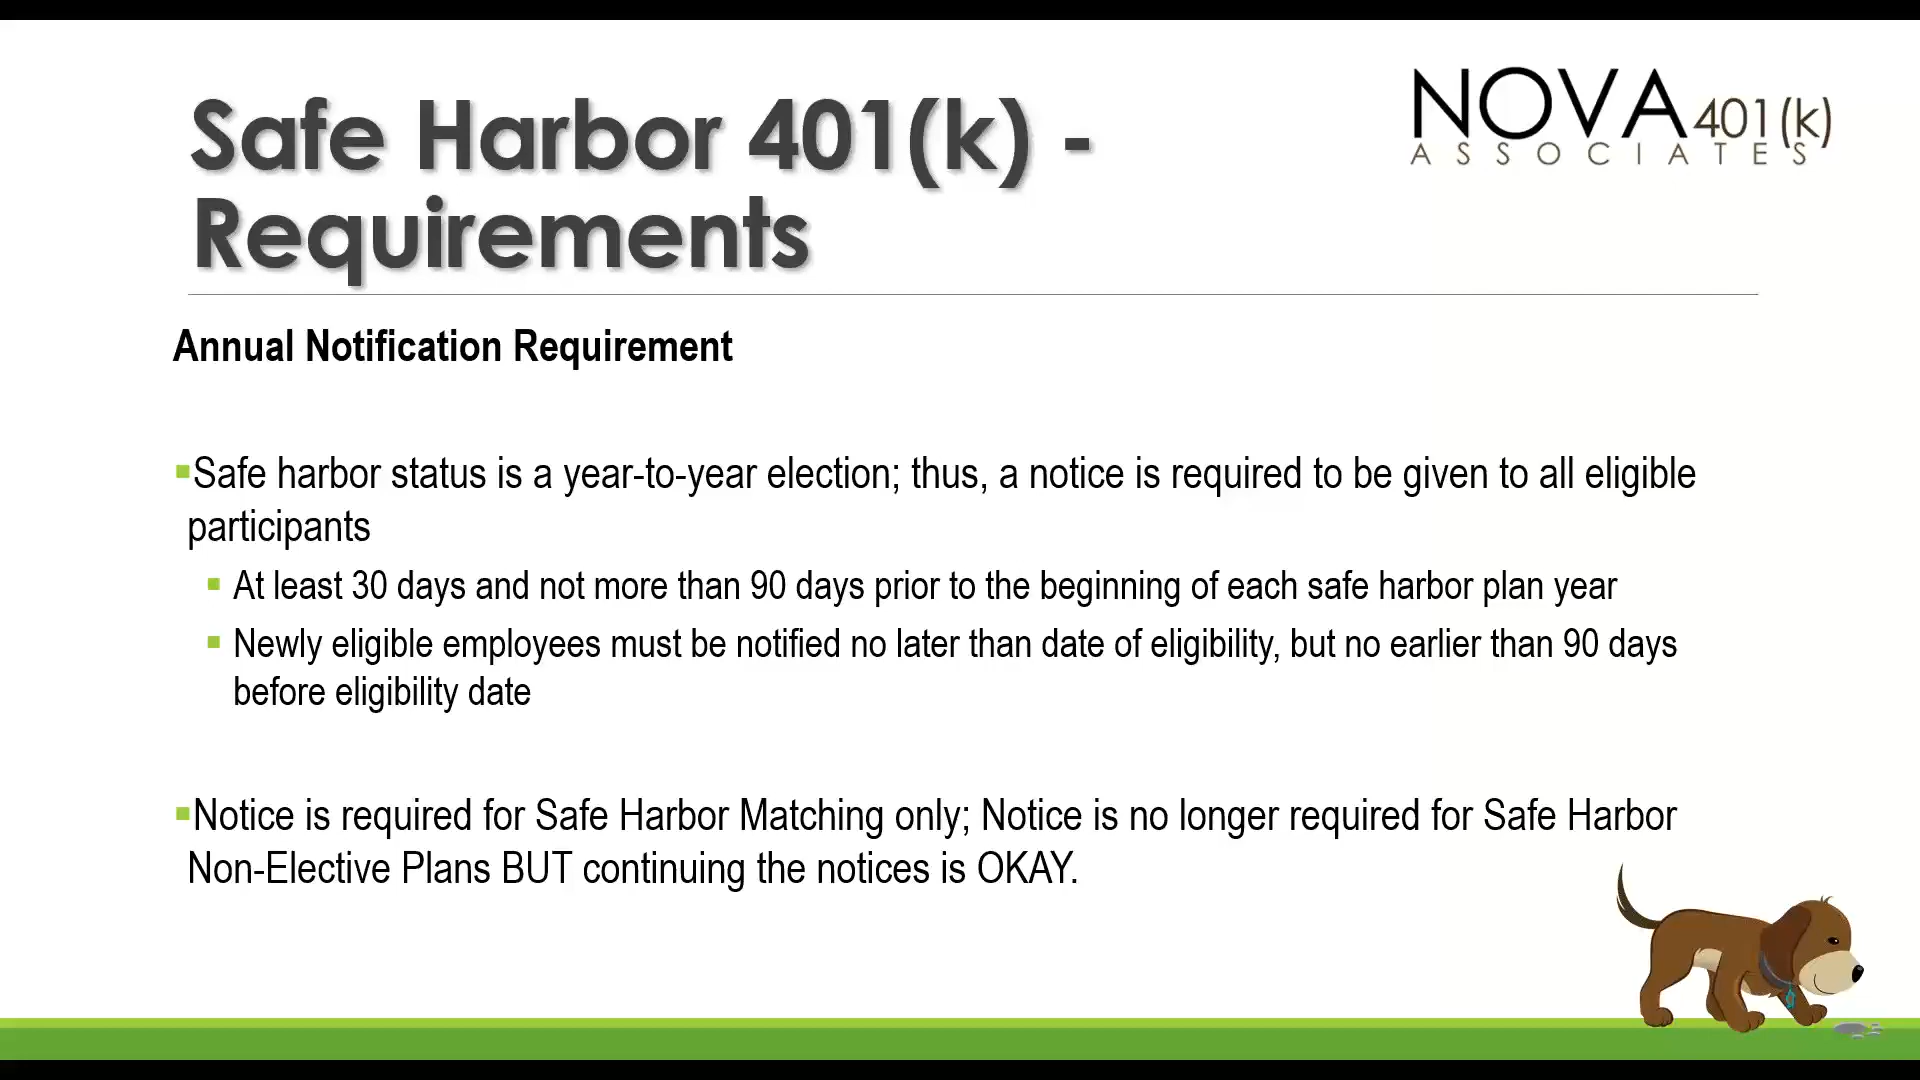 Safe Harbor 401(k) -
Requirements
NOVA 401(k)
ASSOCIATES
Annual Notification Requirement
Safe harbor status is a year-to-year election; thus, a notice is required to be given to all eligible
participants
At least 30 days and not more than 90 days prior to the beginning of each safe harbor plan year
Newly eligible employees must be notified no later than date of eligibility, but no earlier than 90 days
before eligibility date
Notice is required for Safe Harbor Matching only; Notice is no longer required for Safe Harbor
Non-Elective Plans BUT continuing the notices is OKAY.